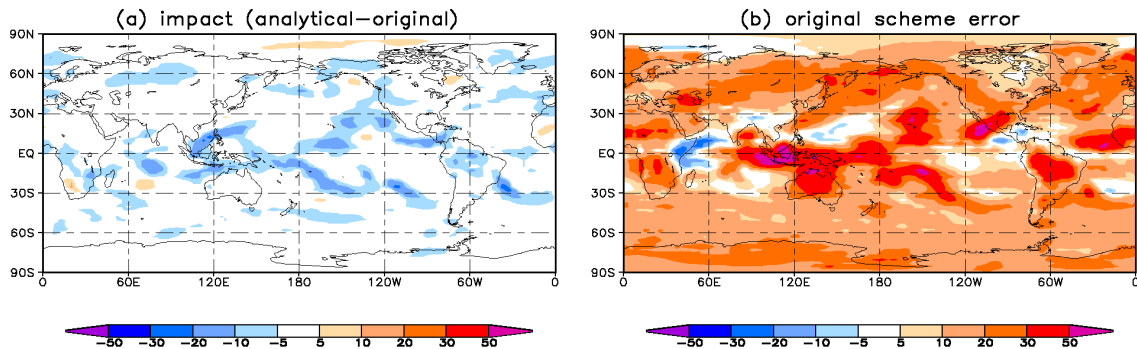 (a) impact (analytical−original)
90N
60N
30N
EQ
30S
60S
90S
0 60E 120E 180 120W 60W 0
−50 −30 −20 −10 −5 5 10 20 30 50
(b) original scheme error
90N
60N
30N
EQ
30S
60S
90S
0 60E 120E 180 120W 60W 0
−50 −30 −20 −10 −5 5 10 20 30 50